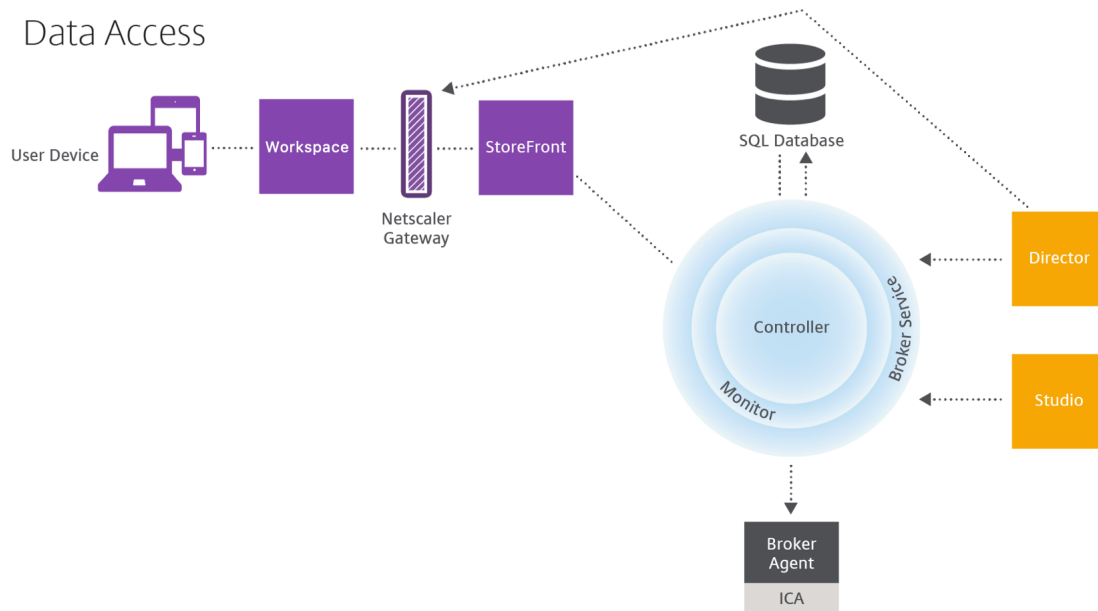 Data Access
User Device
Workspace
Netscaler
Gateway
StoreFront
SQL Database
Controller
Monitor
Broker Service
Director
Studio
Broker
Agent
ICA